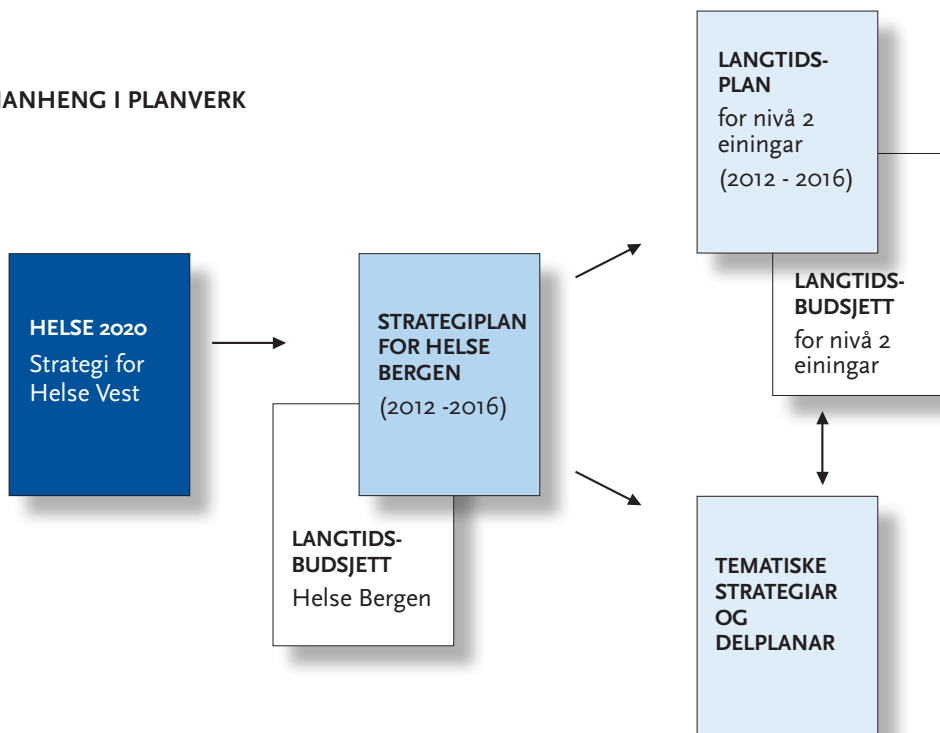 ANHENG I PLANVERK
LANGTIDS-
PLAN
for nivå 2
einingar
(2012 - 2016)
HELSE 2020
Strategi for
Helse Vest
STRATEGIPLAN
FOR HELSE
BERGEN
(2012 -2016)
LANGTIDS-
BUDSJETT
for nivå 2
einingar
LANGTIDS-
BUDSJETT
Helse Bergen
TEMATISKE
STRATEGIAR
OG
DELPLANAR